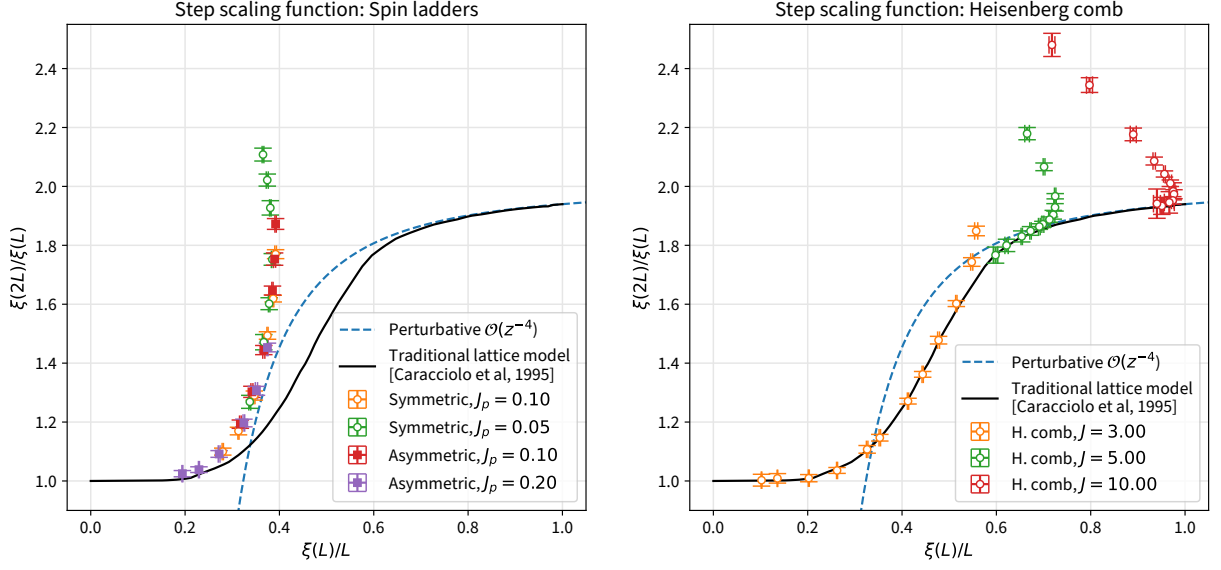 Step scaling function: Spin ladders
2.4
2.2
2.0
1.8
1.6
1.4
1.2
1.0
ξ(2L)/ξ(L)
0.0 0.2 0.4 0.6 0.8 1.0
ξ(L)/L
Perturbative 𝒪(z⁻⁴)
Traditional lattice model
[Caracciolo et al, 1995]
Symmetric, Jₚ = 0.10
Symmetric, Jₚ = 0.05
Asymmetric, Jₚ = 0.10
Asymmetric, Jₚ = 0.20
Step scaling function: Heisenberg comb
2.4
2.2
2.0
1.8
1.6
1.4
1.2
1.0
ξ(2L)/ξ(L)
0.0 0.2 0.4 0.6 0.8 1.0
ξ(L)/L
Perturbative 𝒪(z⁻⁴)
Traditional lattice model
[Caracciolo et al, 1995]
H. comb, J = 3.00
H. comb, J = 5.00
H. comb, J = 10.00